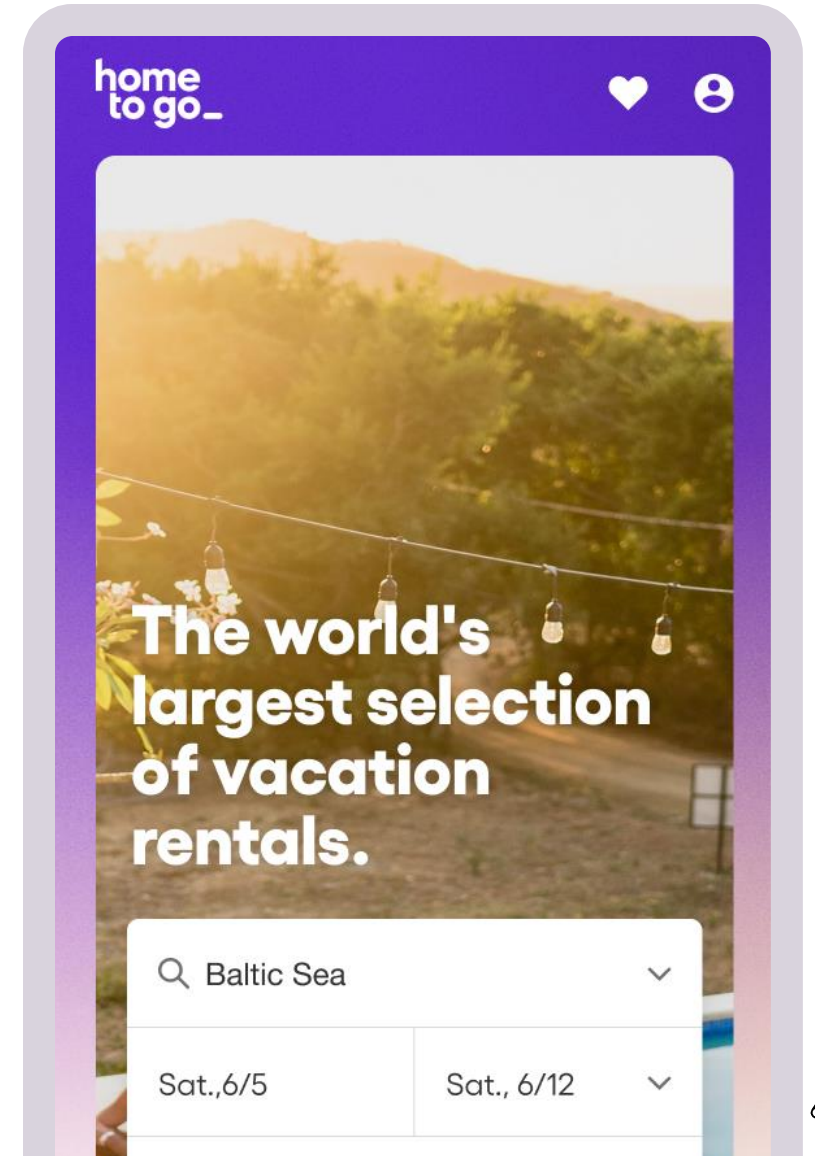 home
to go_
The world's
largest selection
of vacation
rentals.
Baltic Sea
Sat.,6/5
Sat., 6/12